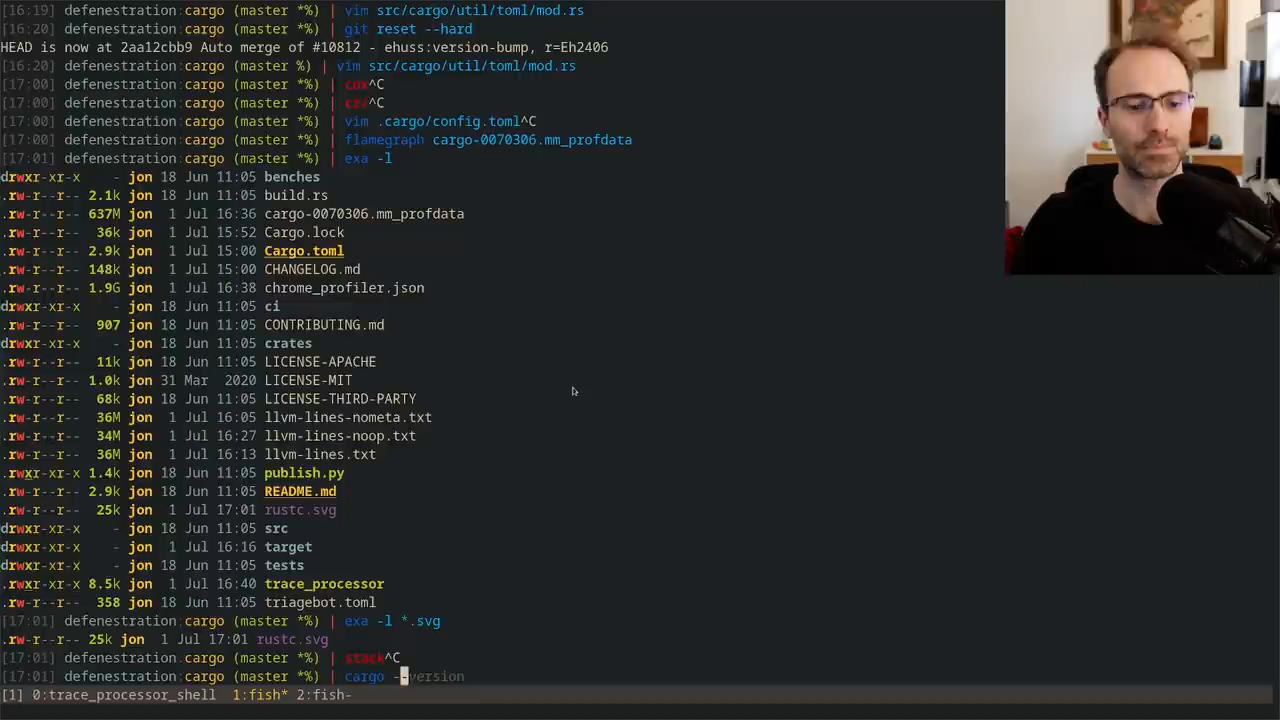 [16:19] defenestration:cargo (master *%) | vim src/cargo/util/toml/mod.rs
[16:20] defenestration:cargo (master *%) | git reset --hard
HEAD is now at 2aa12cbb9 Auto merge of #10812 - ehuss:version-bump, r=Eh2406
[16:20] defenestration:cargo (master %) | vim src/cargo/util/toml/mod.rs
[17:00] defenestration:cargo (master *%) | cox^C
[17:00] defenestration:cargo (master *%) | ^C
[17:00] defenestration:cargo (master *%) | vim .cargo/config.toml^C
[17:00] defenestration:cargo (master *%) | flamegraph cargo-0070306.mm_profdata
[17:01] defenestration:cargo (master *%) | exa -l
drwxr-xr-x - jon 18 Jun 11:05 benches
.rw-r--r-- 2.1k jon 18 Jun 11:05 build.rs
.rw-r--r-- 637M jon 1 Jul 16:36 cargo-0070306.mm_profdata
.rw-r--r-- 36k jon 1 Jul 15:52 Cargo.lock
.rw-r--r-- 2.9k jon 1 Jul 15:00 Cargo.toml
.rw-r--r-- 148k jon 1 Jul 15:00 CHANGELOG.md
.rw-r--r-- 1.9G jon 1 Jul 16:38 chrome_profiler.json
drwxr-xr-x - jon 18 Jun 11:05 ci
.rw-r--r-- 907 jon 18 Jun 11:05 CONTRIBUTING.md
drwxr-xr-x - jon 18 Jun 11:05 crates
.rw-r--r-- 11k jon 18 Jun 11:05 LICENSE-APACHE
.rw-r--r-- 1.0k jon 31 Mar 2020 LICENSE-MIT
.rw-r--r-- 68k jon 18 Jun 11:05 LICENSE-THIRD-PARTY
.rw-r--r-- 36M jon 1 Jul 16:41 llvm-lines-nometa.txt
.rw-r--r-- 34M jon 1 Jul 16:27 llvm-lines-noop.txt
.rw-r--r-- 36M jon 1 Jul 16:13 llvm-lines.txt
.rwxr-xr-x 1.4k jon 18 Jun 11:05 publish.py
.rw-r--r-- 2.9k jon 18 Jun 11:05 README.md
.rw-r--r-- 25k jon 1 Jul 17:01 rustc.svg
drwxr-xr-x - jon 18 Jun 11:05 src
drwxr-xr-x - jon 1 Jul 16:16 target
drwxr-xr-x - jon 18 Jun 11:05 tests
.rwxr-xr-x 8.5k jon 1 Jul 16:40 trace_processor
.rw-r--r-- 358 jon 18 Jun 11:05 triagebot.toml
[17:01] defenestration:cargo (master *%) | exa -l *.svg
.rw-r--r-- 25k jon 1 Jul 17:01 rustc.svg
[17:01] defenestration:cargo (master *%) | stack^C
[17:01] defenestration:cargo (master *%) | cargo --version
[1] 0:trace_processor_shell 1:fish* 2:fish-